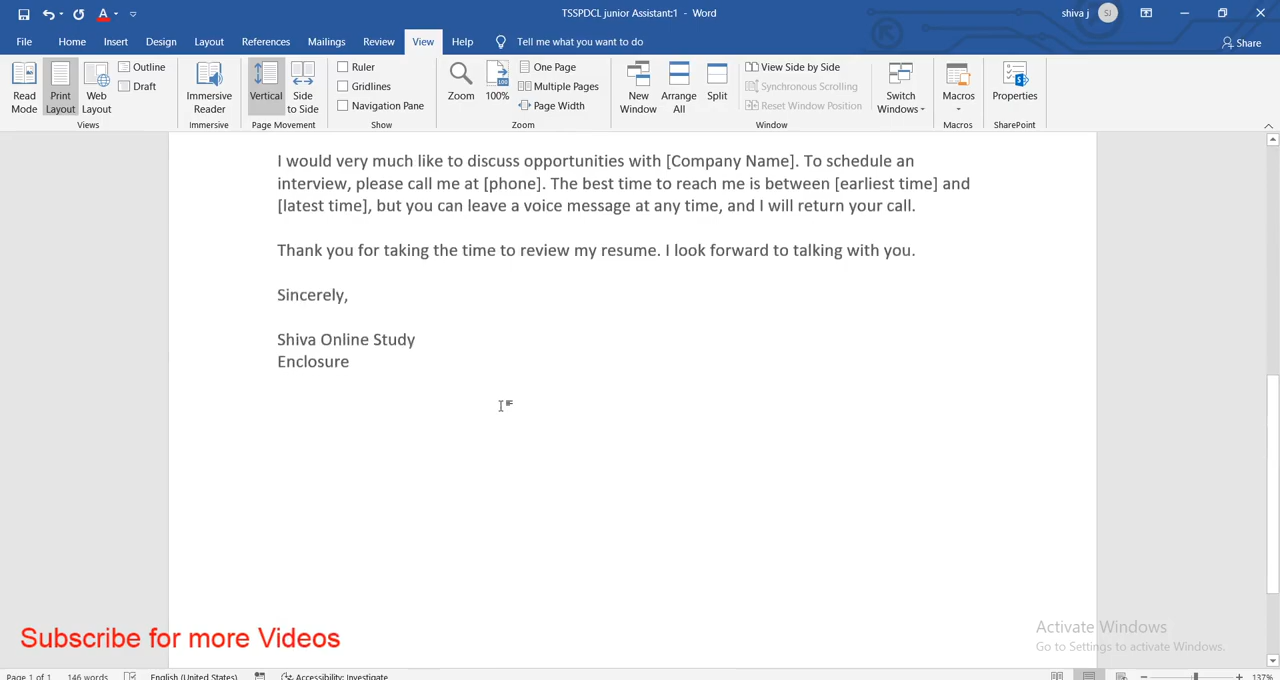 TSSPDCL junior Assistant:1 - Word
shiva j SJ
File Home Insert Design Layout References Mailings Review View Help Tell me what you want to do Share
Read Mode
Print Layout
Web Layout
Outline
Draft
Views
Immersive Reader
Immersive
Vertical
Side to Side
Page Movement
Ruler
Gridlines
Navigation Pane
Show
Zoom
100%
One Page
Multiple Pages
Page Width
Zoom
New Window
Arrange All
Split
View Side by Side
Synchronous Scrolling
Reset Window Position
Window
Switch Windows
Macros
Macros
Properties
SharePoint
I would very much like to discuss opportunities with [Company Name]. To schedule an
interview, please call me at [phone]. The best time to reach me is between [earliest time] and
[latest time], but you can leave a voice message at any time, and I will return your call.
Thank you for taking the time to review my resume. I look forward to talking with you.
Sincerely,
Shiva Online Study
Enclosure
Subscribe for more Videos
Activate Windows
Go to Settings to activate Windows.
Page 1 of 1 146 words English (United States) Accessibility: Investigate 137%